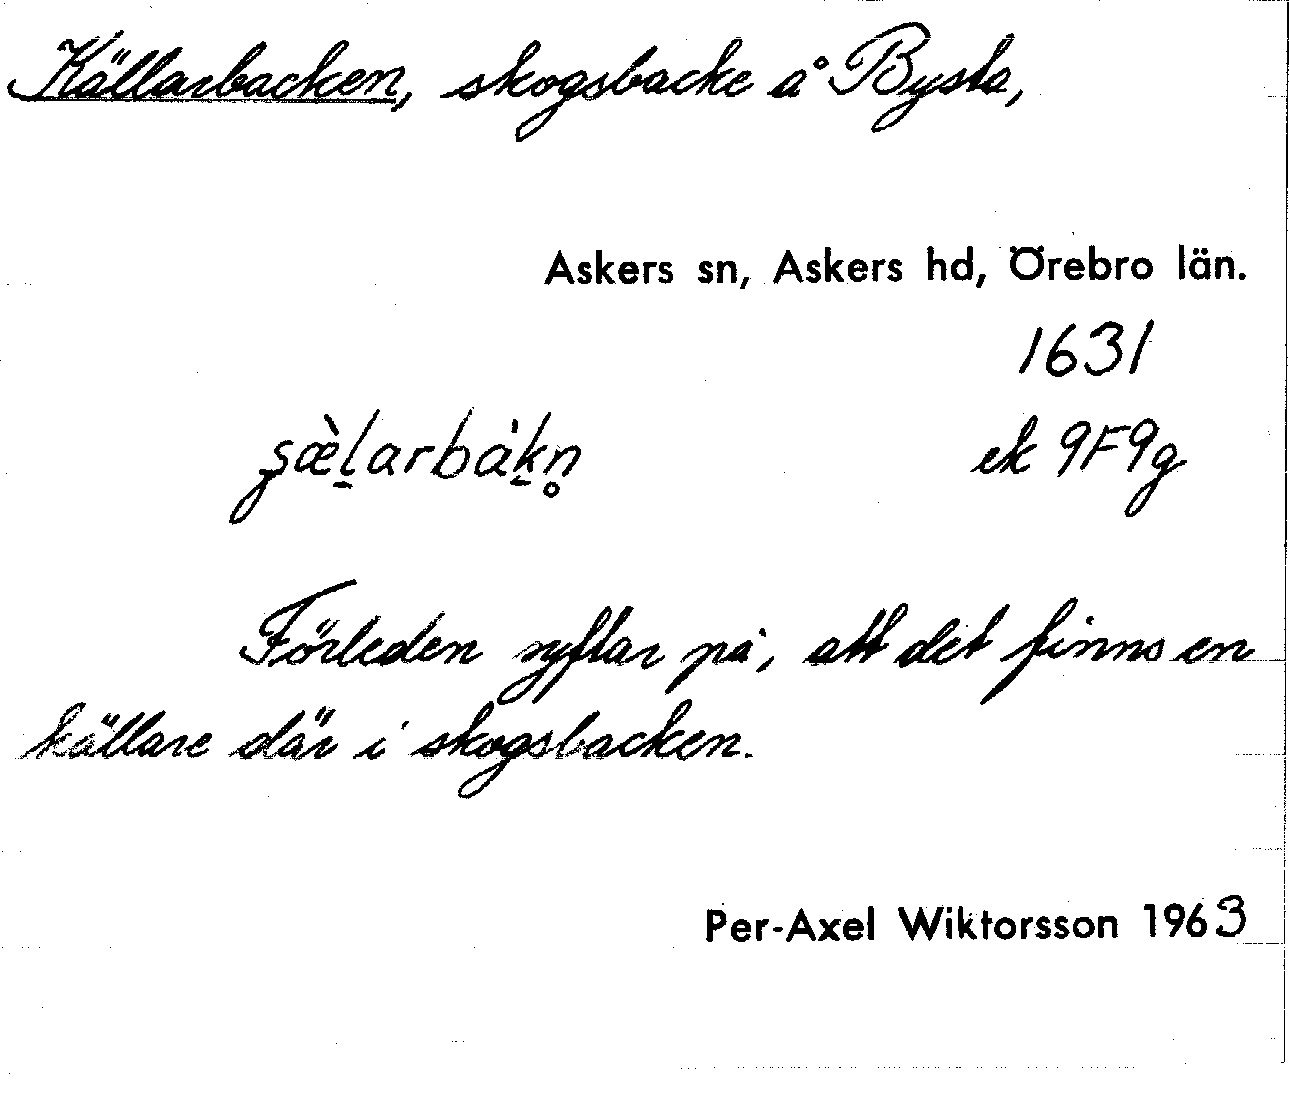 Källarbacken, skogsbacke å Bysta,
Askers sn, Askers hd, Örebro län.
1631
ek 9F9g
Förleden syftar på, att det finns en
källare där i skogsbacken.
Per-Axel Wiktorsson 1963